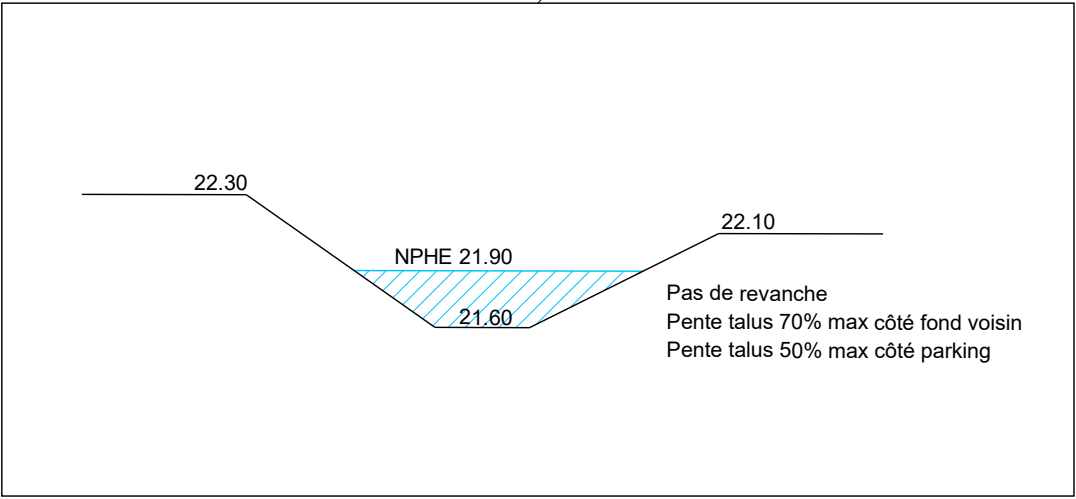 22.30
22.10
NPHE 21.90
21.60
Pas de revanche
Pente talus 70% max côté fond voisin
Pente talus 50% max côté parking